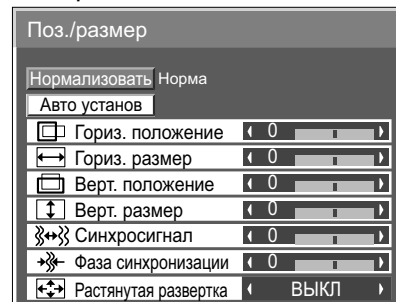 Поз./размер
Нормализовать Норма
Авто установ
Гориз. положение 0
Гориз. размер 0
Верт. положение 0
Верт. размер 0
Синхросигнал 0
Фаза синхронизации 0
Растянутая развертка ВЫКЛ